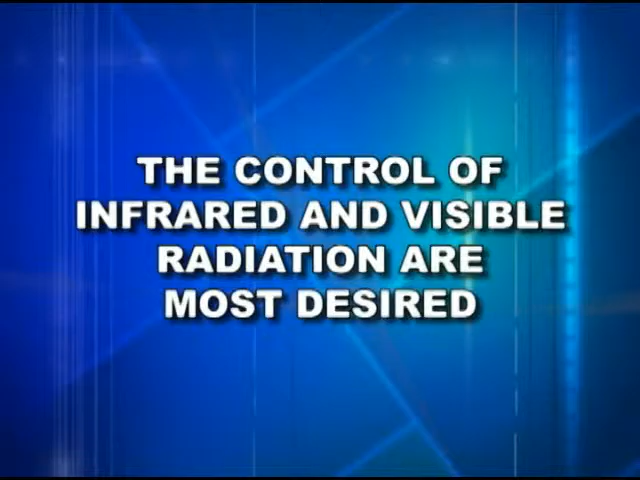 THE CONTROL OF
INFRARED AND VISIBLE
RADIATION ARE
MOST DESIRED